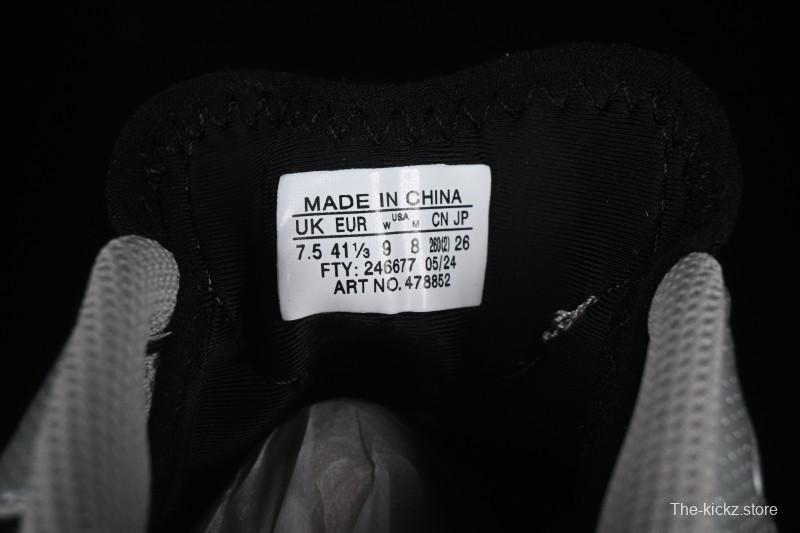 MADE IN CHINA
UK EUR W USA M CN JP
7.5 41⅓ 9 8 260(2) 26
FTY: 246677 05/24
ART NO. 478852
The-kickz.store